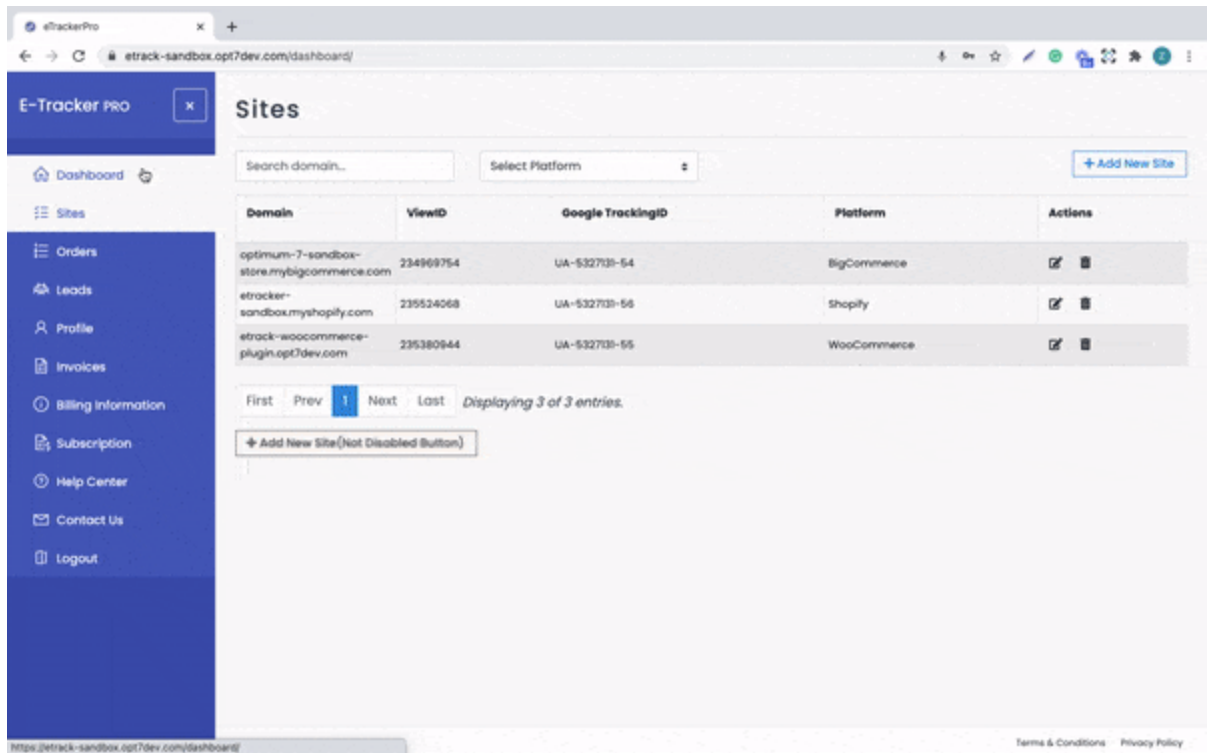 eTrackerPro
etrack-sandbox.opt7dev.com/dashboard/
E-Tracker PRO
Dashboard
Sites
Orders
Leads
Profile
Invoices
Billing Information
Subscription
Help Center
Contact Us
Logout
Sites
Search domain...
Select Platform
+ Add New Site
Domain ViewID Google TrackingID Platform Actions
optimum-7-sandbox-
store.mybigcommerce.com 234969754 UA-5327131-54 BigCommerce
etracker-
sandbox.myshopify.com 235524068 UA-5327131-56 Shopify
etrack-woocommerce-
plugin.opt7dev.com 235380944 UA-5327131-55 WooCommerce
First Prev 1 Next Last Displaying 3 of 3 entries.
+ Add New Site(Not Disabled Button)
https://etrack-sandbox.opt7dev.com/dashboard/
Terms & Conditions Privacy Policy